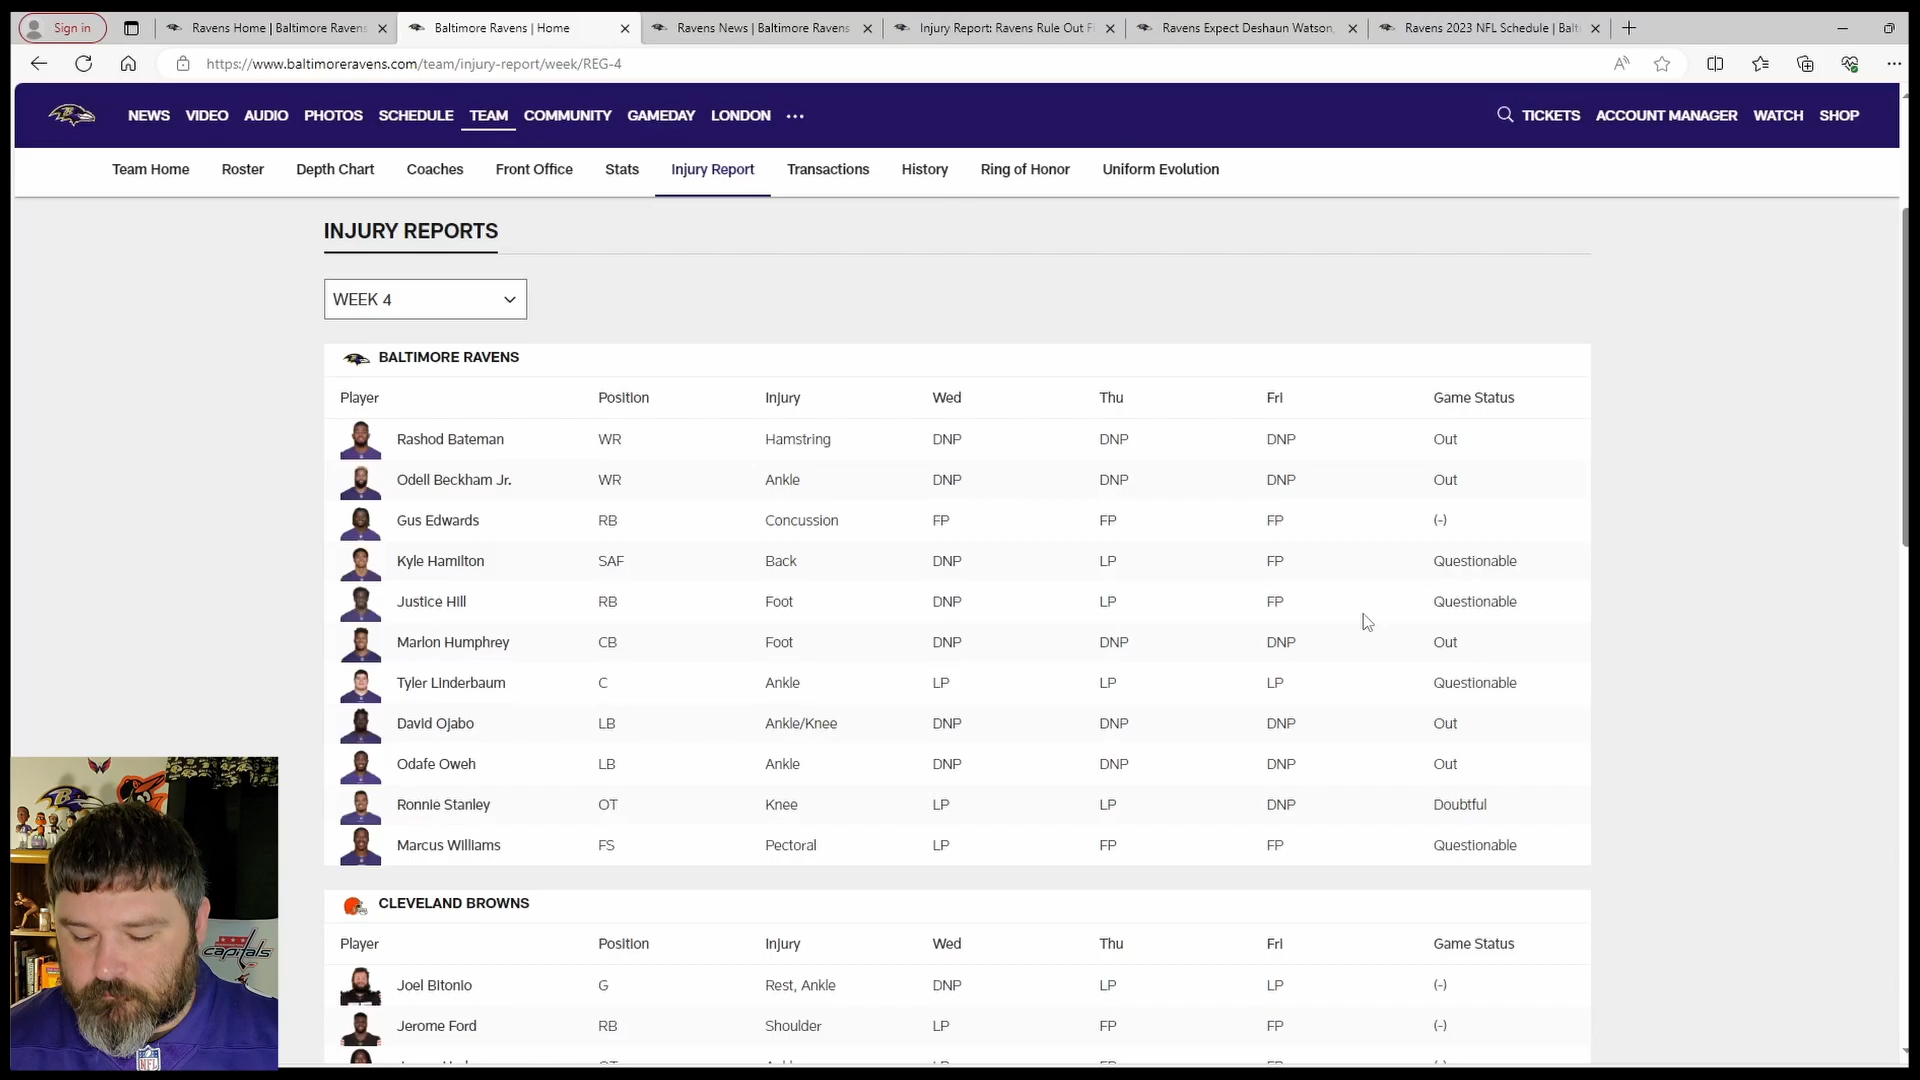 Sign in
Ravens Home | Baltimore Ravens
Baltimore Ravens | Home
Ravens News | Baltimore Ravens
Injury Report: Ravens Rule Out Fi
Ravens Expect Deshaun Watson,
Ravens 2023 NFL Schedule | Balt
https://www.baltimoreravens.com/team/injury-report/week/REG-4
NEWS VIDEO AUDIO PHOTOS SCHEDULE TEAM COMMUNITY GAMEDAY LONDON ••• TICKETS ACCOUNT MANAGER WATCH SHOP
Team Home Roster Depth Chart Coaches Front Office Stats Injury Report Transactions History Ring of Honor Uniform Evolution
INJURY REPORTS
WEEK 4
BALTIMORE RAVENS
Player Position Injury Wed Thu Fri Game Status
Rashod Bateman WR Hamstring DNP DNP DNP Out
Odell Beckham Jr. WR Ankle DNP DNP DNP Out
Gus Edwards RB Concussion FP FP FP (-)
Kyle Hamilton SAF Back DNP LP FP Questionable
Justice Hill RB Foot DNP LP FP Questionable
Marlon Humphrey CB Foot DNP DNP DNP Out
Tyler Linderbaum C Ankle LP LP LP Questionable
David Ojabo LB Ankle/Knee DNP DNP DNP Out
Odafe Oweh LB Ankle DNP DNP DNP Out
Ronnie Stanley OT Knee LP LP DNP Doubtful
Marcus Williams FS Pectoral LP FP FP Questionable
CLEVELAND BROWNS
Player Position Injury Wed Thu Fri Game Status
Joel Bitonio G Rest, Ankle DNP LP LP (-)
Jerome Ford RB Shoulder LP FP FP (-)
capitals
NFL